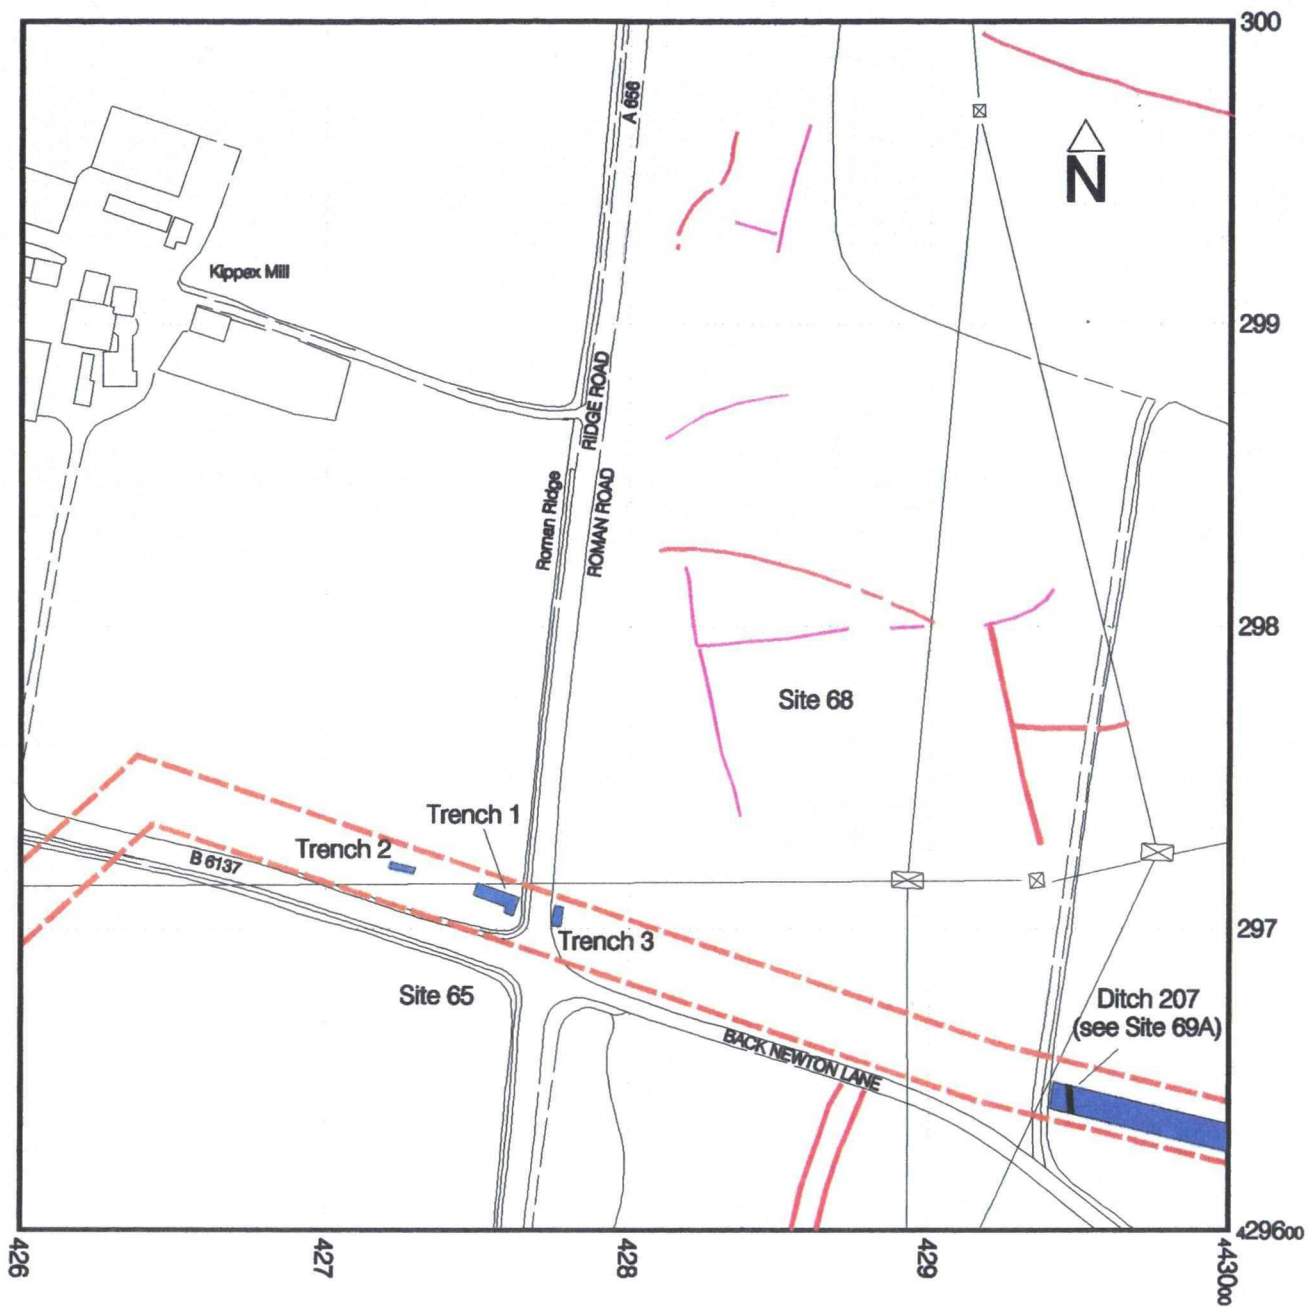 300
A 656
N
Kippax Mill
299
RIDGE ROAD
Roman Ridge
ROMAN ROAD
298
Site 68
Trench 1
Trench 2
B 6137
297
Trench 3
Site 65
Ditch 207
(see Site 69A)
BACK NEWTON LANE
429600
426
427
428
429
44300